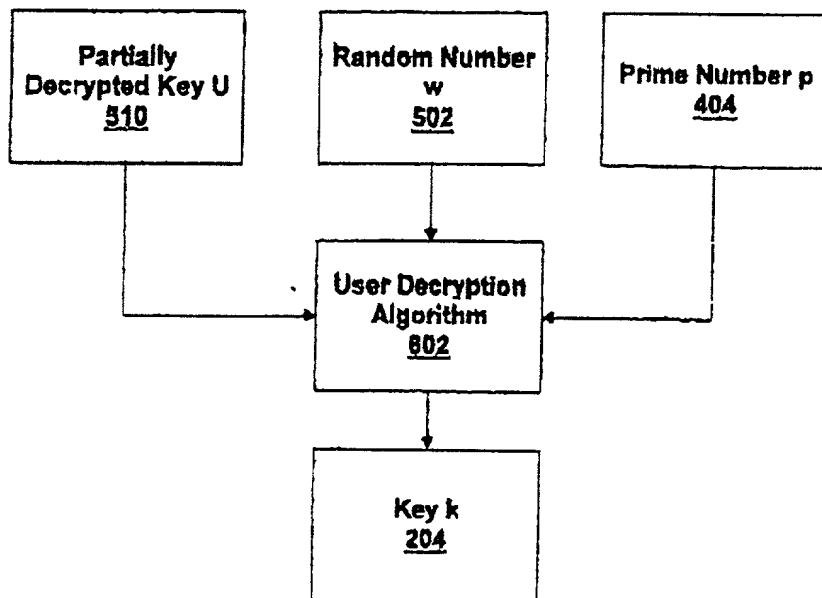 Partially
Decrypted Key U
510
Random Number
w
502
Prime Number p
404
User Decryption
Algorithm
602
Key k
204